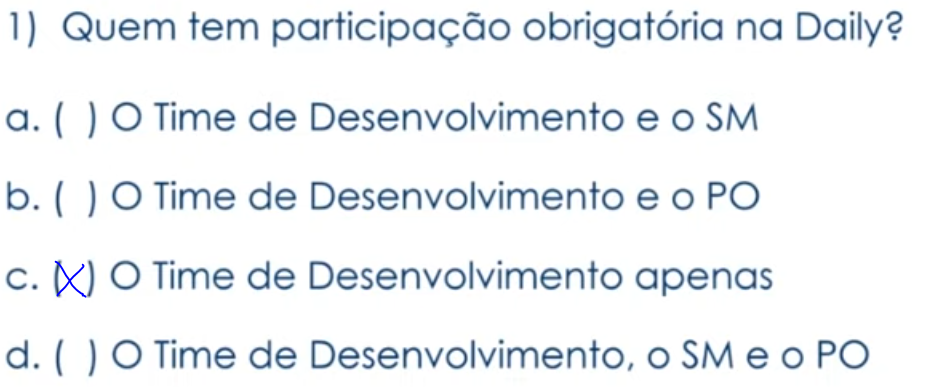 1) Quem tem participação obrigatória na Daily?
a. ( ) O Time de Desenvolvimento e o SM
b. ( ) O Time de Desenvolvimento e o PO
c. (X) O Time de Desenvolvimento apenas
d. ( ) O Time de Desenvolvimento, o SM e o PO